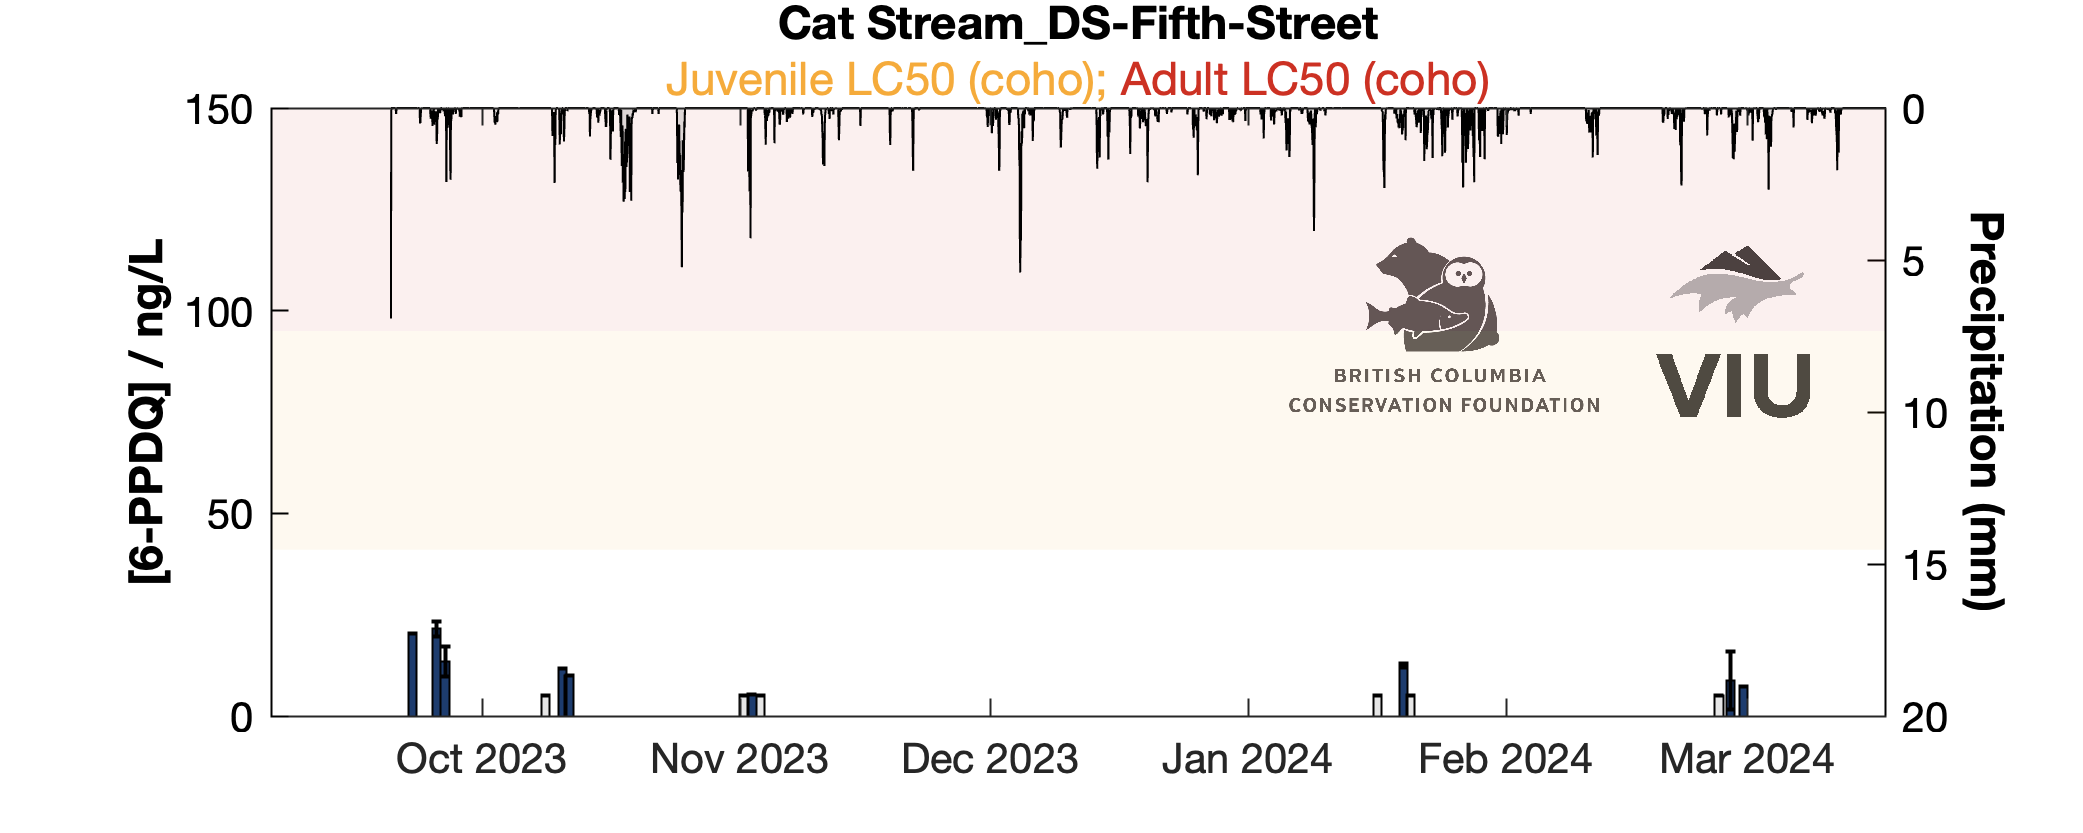 Cat Stream_DS-Fifth-Street
Juvenile LC50 (coho); Adult LC50 (coho)
[6-PPDQ] / ng/L
150
100
50
0
0
5
10
15
20
Precipitation (mm)
BRITISH COLUMBIA
CONSERVATION FOUNDATION
VIU
Oct 2023 Nov 2023 Dec 2023 Jan 2024 Feb 2024 Mar 2024